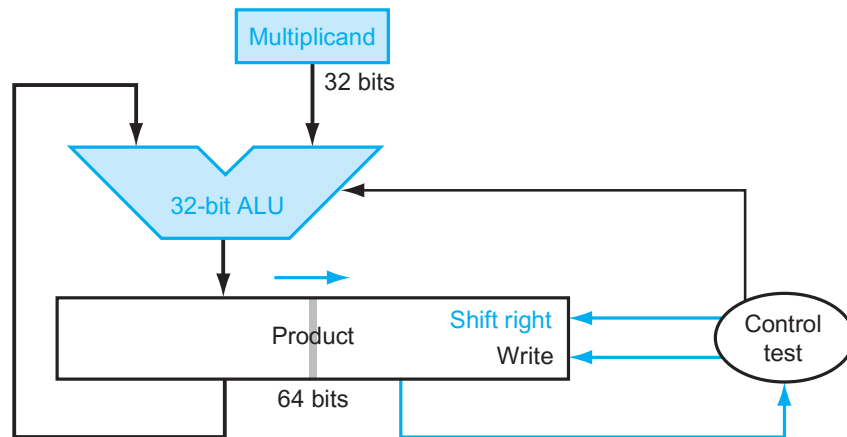 Multiplicand
32 bits
32-bit ALU
Product
Shift right
Write
64 bits
Control
test